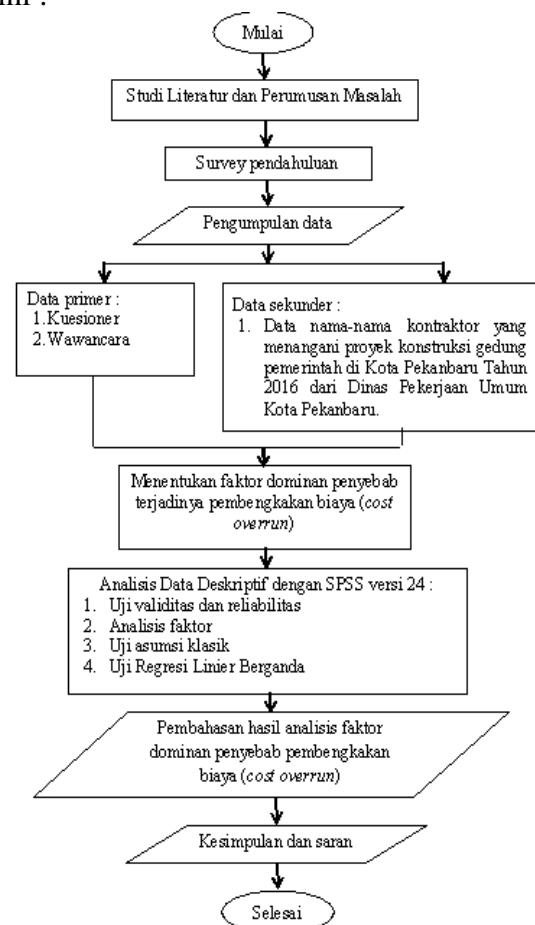 Mulai
Studi Literatur dan Perumusan Masalah
Survey pendahuluan
Pengumpulan data
Data primer :
1.Kuesioner
2.Wawancara
Data sekunder :
1. Data nama-nama kontraktor yang
menangani proyek konstruksi gedung
pemerintah di Kota Pekanbaru Tahun
2016 dari Dinas Pekerjaan Umum
Kota Pekanbaru.
Menentukan faktor dominan penyebab
terjadinya pembengkakan biaya (cost
overrun)
Analisis Data Deskriptif dengan SPSS versi 24 :
1. Uji validitas dan reliabilitas
2. Analisis faktor
3. Uji asumsi klasik
4. Uji Regresi Linier Berganda
Pembahasan hasil analisis faktor
dominan penyebab pembengkakan
biaya (cost overrun)
Kesimpulan dan saran
Selesai